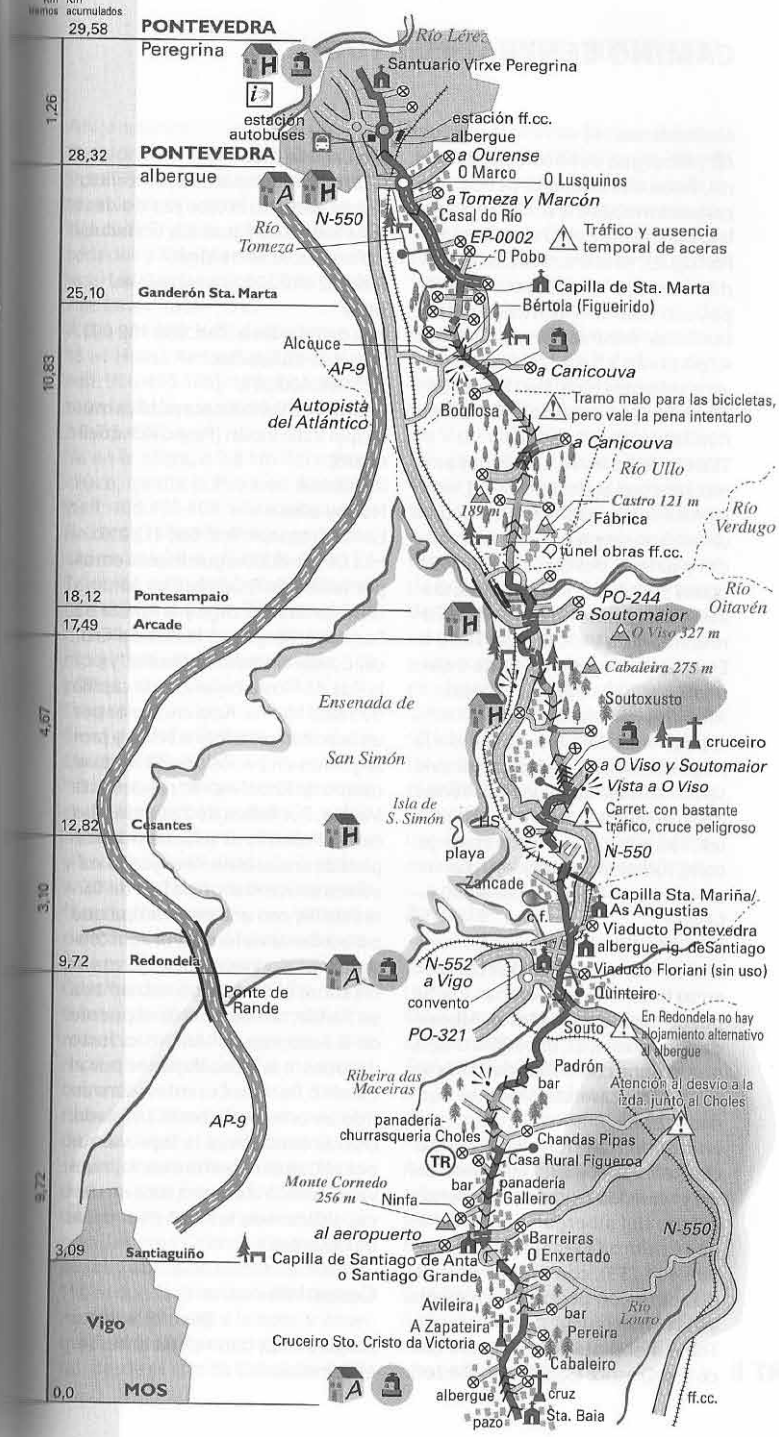 Km
tramos
Km
acumulados
29,58
PONTEVEDRA
Peregrina
H
i
Río Lérez
Santuario Virxe Peregrina
1,26
estación
autobuses
estación ff.cc.
albergue
28,32
PONTEVEDRA
albergue
A
H
a Ourense
O Marco
O Lusquinos
a Tomeza y Marcón
N-550
Casal do Río
Río
Tomeza
EP-0002
O Pobo
Tráfico y ausencia
temporal de aceras
Capilla de Sta. Marta
25,10
Ganderón Sta. Marta
Bértola (Figueirido)
Alcouce
10,83
AP-9
a Canicouva
Autopista
del Atlántico
Boullosa
Tramo malo para las bicicletas,
pero vale la pena intentarlo
a Canicouva
Río Ullo
189 m
Castro 121 m
Fábrica
Río
Verdugo
túnel obras ff.cc.
18,12
Pontesampaio
PO-244
a Soutomaior
Río
Oitavén
17,49
Arcade
H
O Viso 327 m
Cabaleira 275 m
Ensenada de
San Simón
4,67
H
Soutoxusto
cruceiro
a O Viso y Soutomaior
Vista a O Viso
Isla de
S. Simón
HS
Carret. con bastante
tráfico, cruce peligroso
12,82
Cesantes
H
playa
N-550
Zancade
3,10
c.f.
Capilla Sta. Mariña/
As Angustias
Viaducto Pontevedra
albergue, ig. de Santiago
9,72
Redondela
A
N-552
a Vigo
Viaducto Floriani (sin uso)
Ponte de
Rande
convento
Quinteiro
PO-321
Souto
En Redondela no hay
alojamiento alternativo
al albergue
Padrón
Ribeira das
Maceiras
bar
Atención al desvío a la
izda. junto al Choles
AP-9
panadería-
churrasquería Choles
Chandas Pipas
TR
Casa Rural Figueroa
9,72
Monte Cornedo
256 m
bar
panadería
Ninfa
Galleiro
al aeropuerto
N-550
Barreiras
3,09
Santiaguiño
Capilla de Santiago de Anta
o Santiago Grande
O Enxertado
Avileira
bar
Río
Louro
Vigo
A Zapateira
Pereira
Cruceiro Sto. Cristo da Victoria
Cabaleiro
A
albergue
cruz
ff.cc.
0,0
MOS
pazo
Sta. Baia